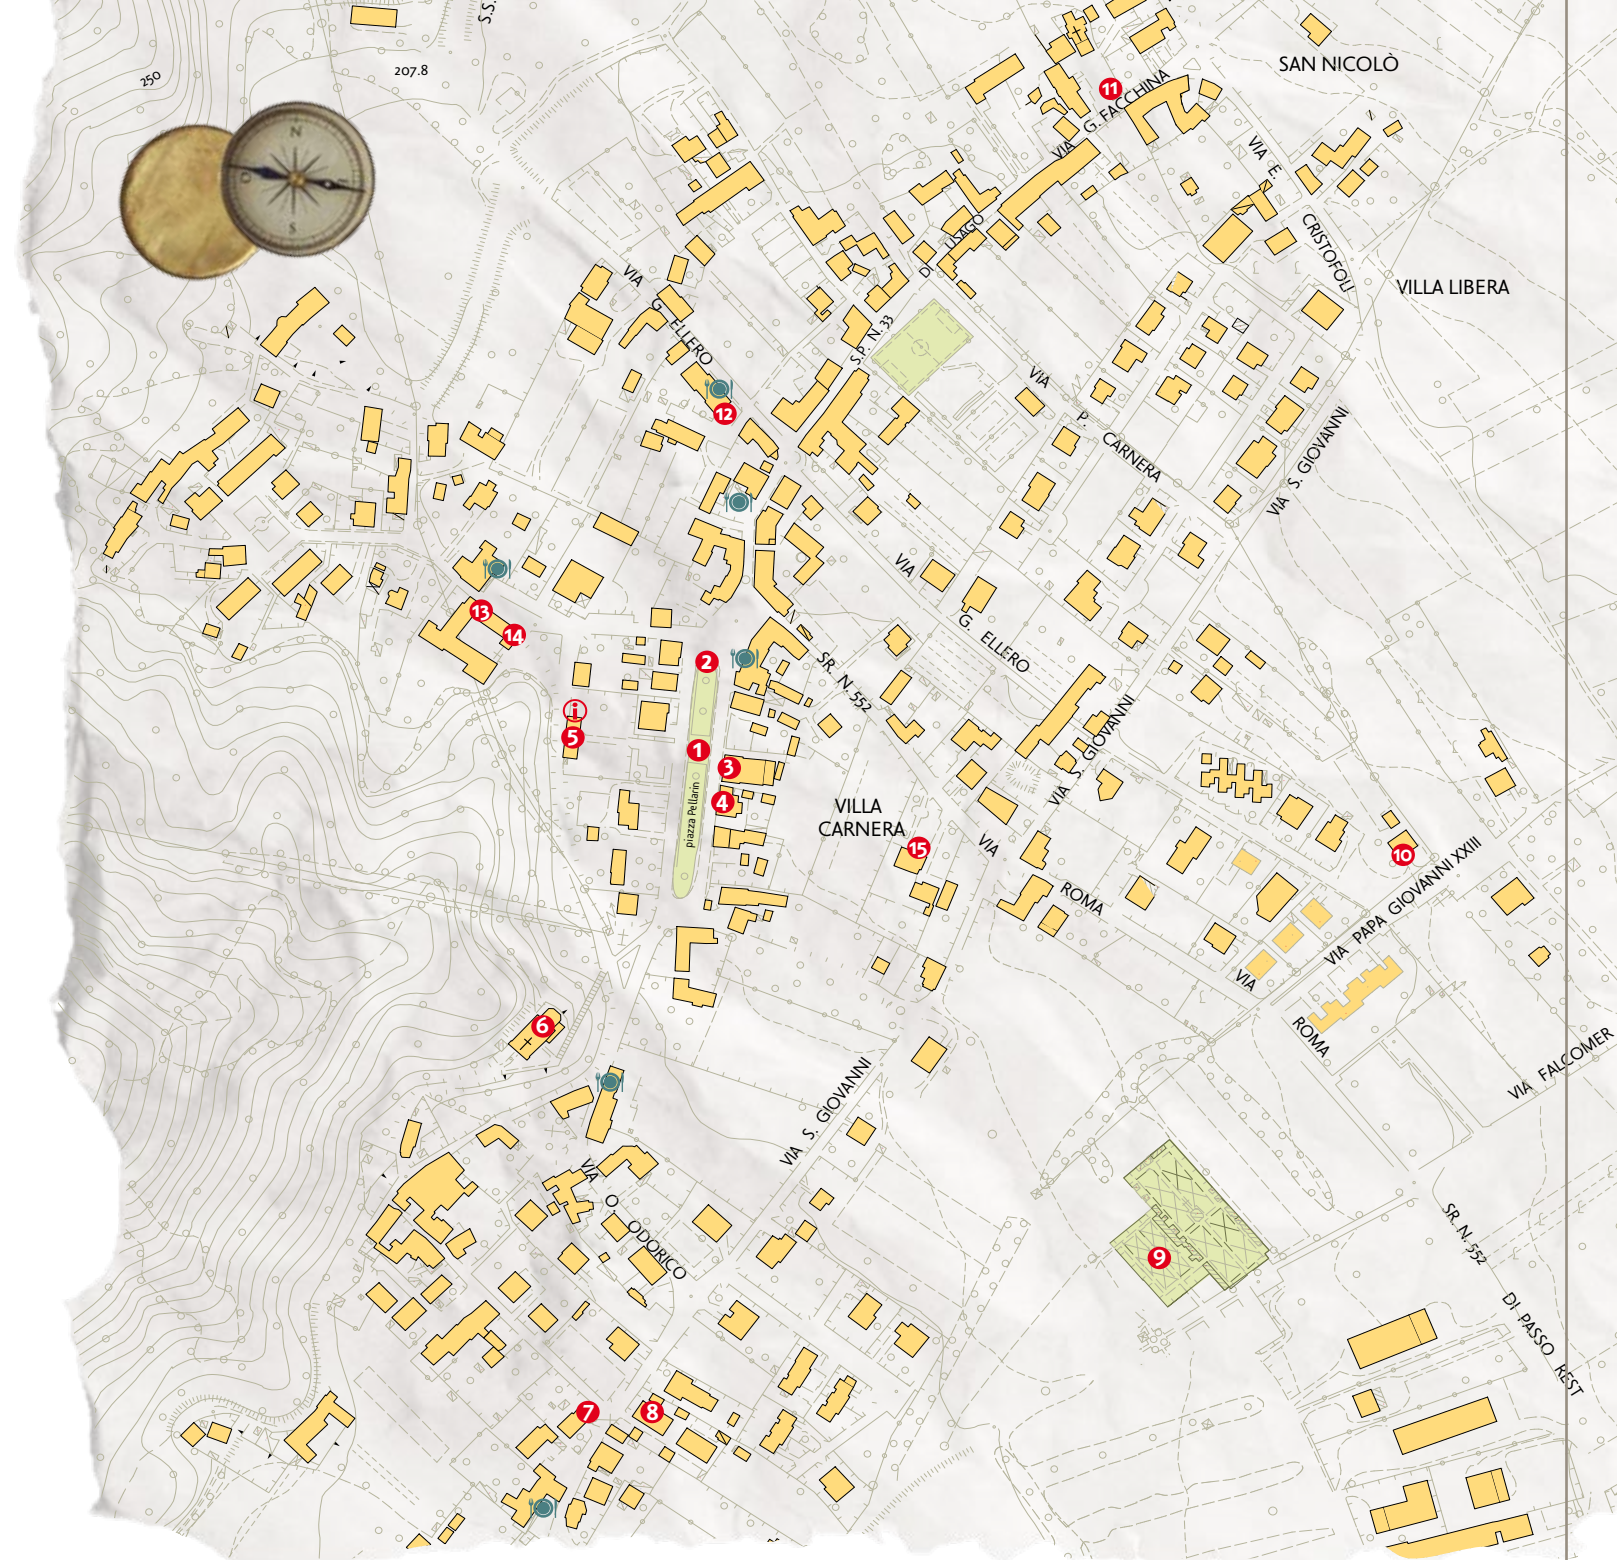 S.S.
250
207.8
SAN NICOLÒ
11
VIA G. FACCHINA
VIA E. CRISTOFOLI
N
S
DI USAGO
VILLA LIBERA
VIA G. ELLERO
S.P. N. 33
VIA P. CARNERA
12
VIA S. GIOVANNI
VIA G. ELLERO
13
14
2
SR. N. 552
i
5
1
3
4
piazza Pellarin
VIA S. GIOVANNI
VILLA
CARNERA
15
VIA ROMA
10
VIA PAPA GIOVANNI XXIII
VIA ROMA
6
VIA FALCOMER
VIA S. GIOVANNI
VIA O. ODORICO
9
SR. N. 552 DI PASSO REST
7
8